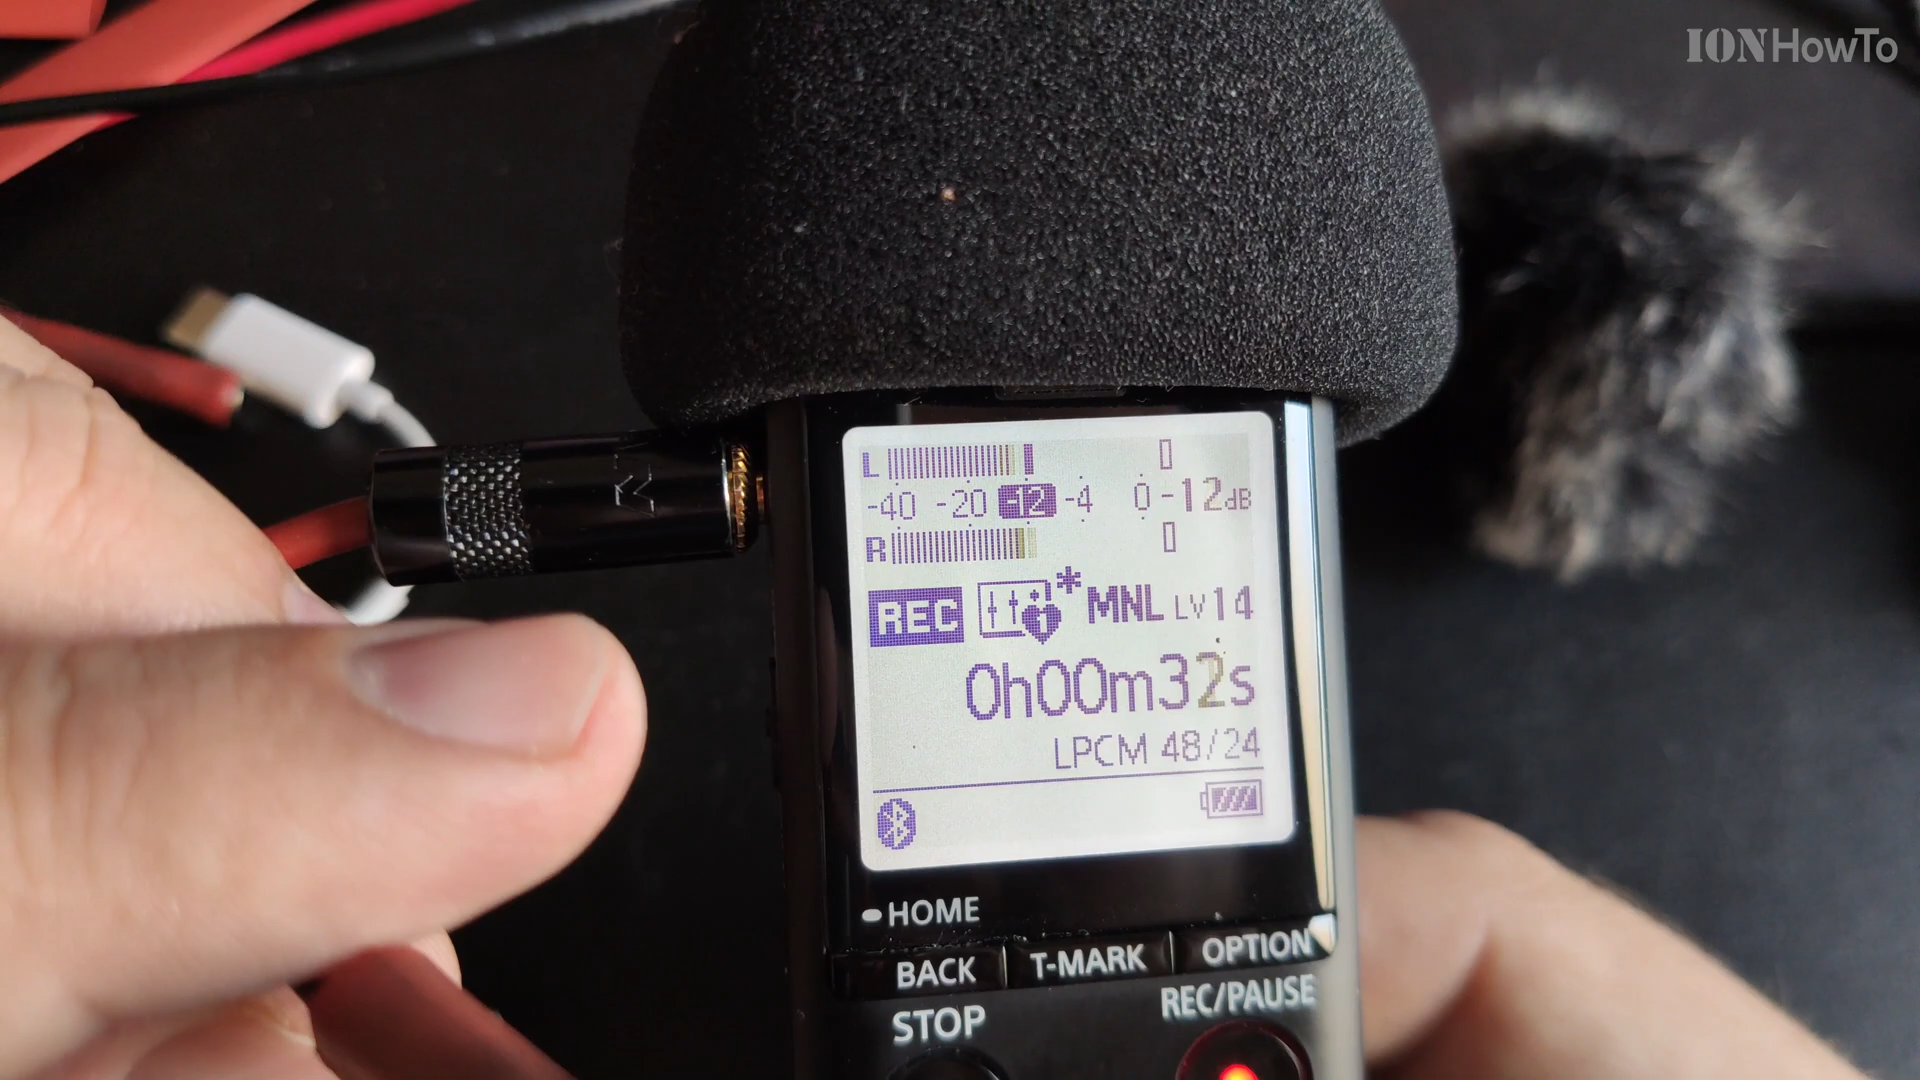 IONHowTo
L
-40 -20 -12 -4 0 -12dB
R
REC * MNL LV14
0h00m32s
LPCM 48/24
HOME
BACK T-MARK OPTION
STOP REC/PAUSE